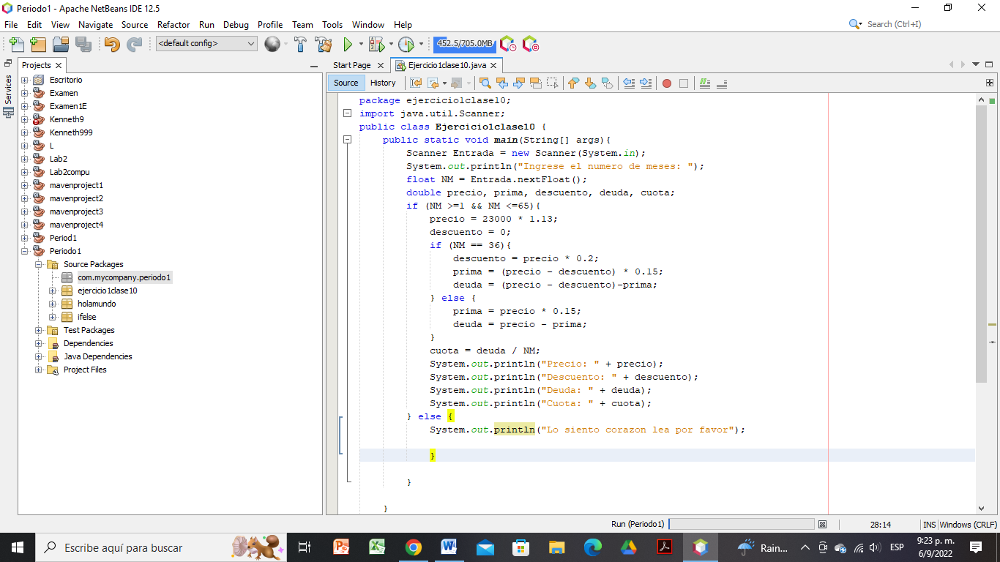 Periodo1 - Apache NetBeans IDE 12.5
File Edit View Navigate Source Refactor Run Debug Profile Team Tools Window Help
Search (Ctrl+I)
<default config>
452.5/705.0MB
Projects
Services
Escritorio
Examen
Examen1E
Kenneth9
Kenneth999
L
Lab2
Lab2compu
mavenproject1
mavenproject2
mavenproject3
mavenproject4
Period1
Periodo1
Source Packages
com.mycompany.periodo1
ejercicio1clase10
holamundo
ifelse
Test Packages
Dependencies
Java Dependencies
Project Files
Start Page
Ejercicio1clase10.java
Source History
package ejercicio1clase10;
import java.util.Scanner;
public class Ejercicio1clase10 {
public static void main(String[] args){
Scanner Entrada = new Scanner(System.in);
System.out.println("Ingrese el numero de meses: ");
float NM = Entrada.nextFloat();
double precio, prima, descuento, deuda, cuota;
if (NM >=1 && NM <=65){
precio = 23000 * 1.13;
descuento = 0;
if (NM == 36){
descuento = precio * 0.2;
prima = (precio - descuento) * 0.15;
deuda = (precio - descuento)-prima;
} else {
prima = precio * 0.15;
deuda = precio - prima;
}
cuota = deuda / NM;
System.out.println("Precio: " + precio);
System.out.println("Descuento: " + descuento);
System.out.println("Deuda: " + deuda);
System.out.println("Cuota: " + cuota);
} else {
System.out.println("Lo siento corazon lea por favor");
}
}
}
Run (Periodo1)
28:14
INS
Windows (CRLF)
Escribe aquí para buscar
Rain...
ESP
9:23 p. m.
6/9/2022